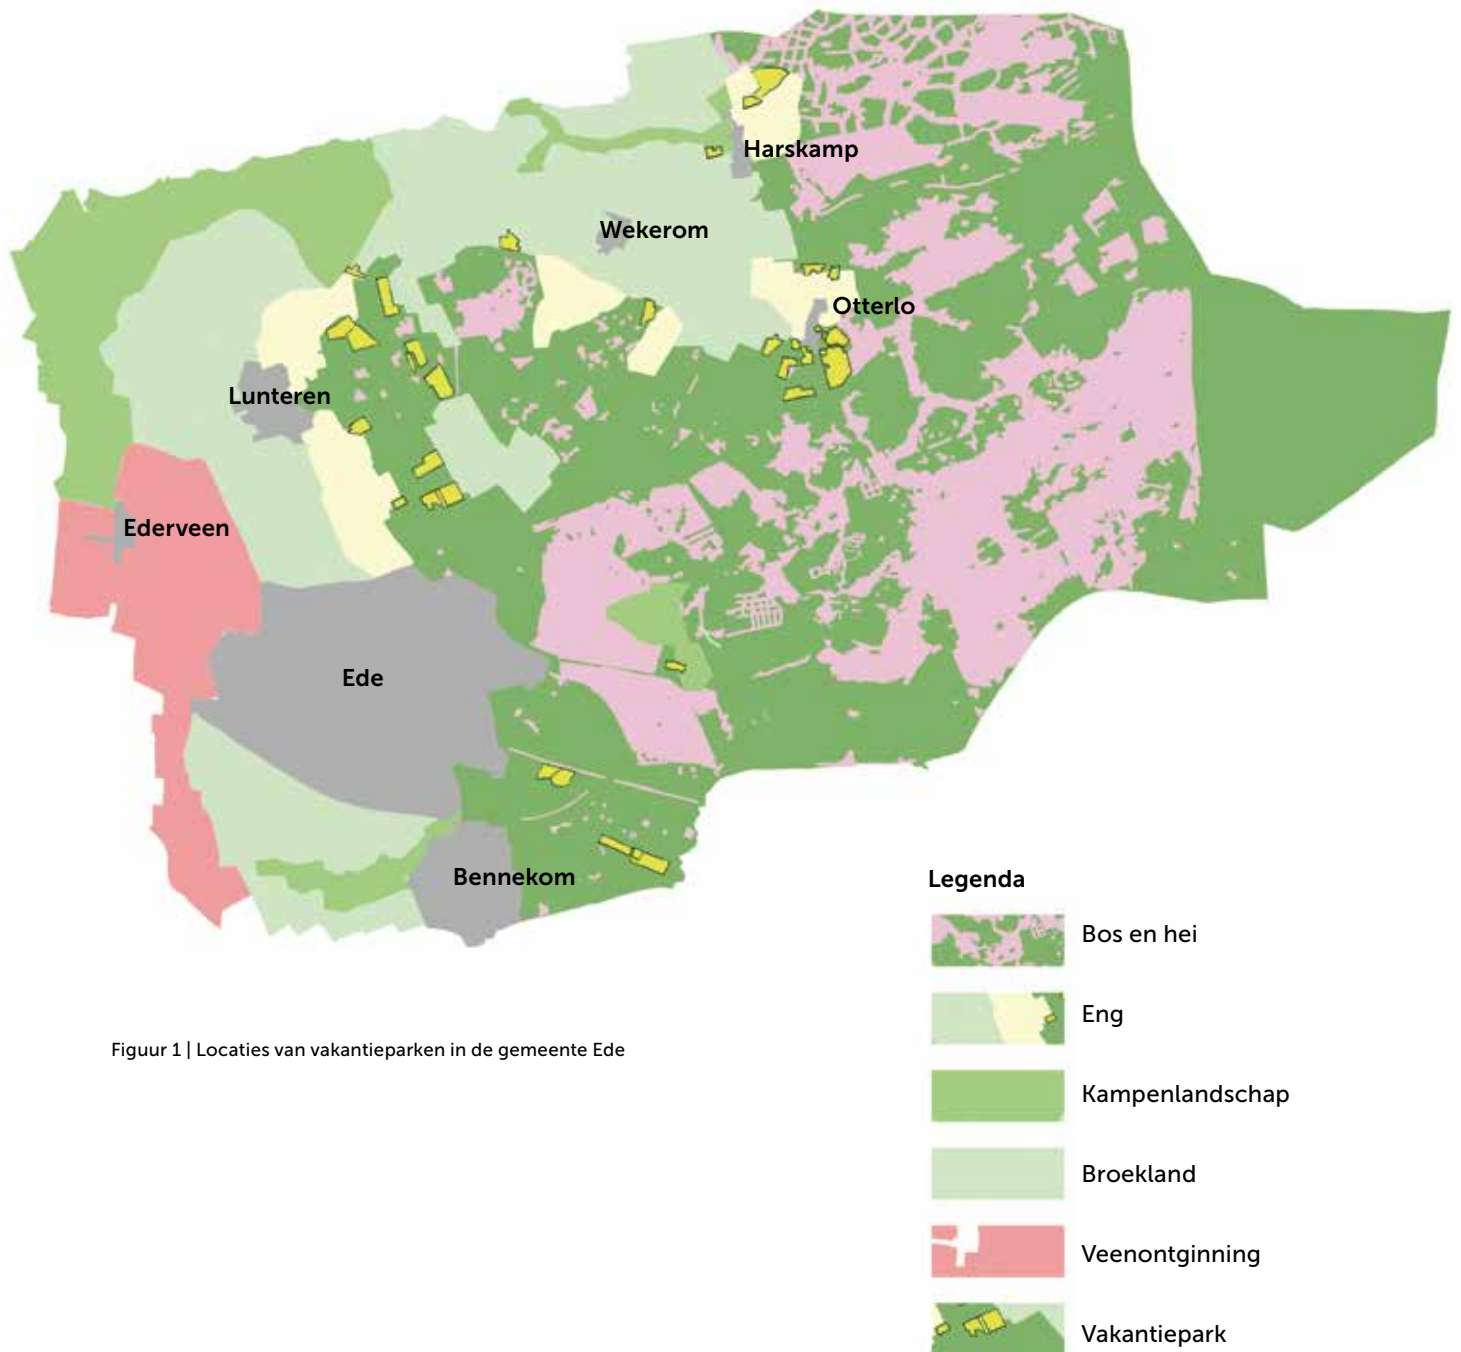 Harskamp
Wekerom
Otterlo
Lunteren
Ederveen
Ede
Bennekom
Legenda
Bos en hei
Eng
Kampenlandschap
Broekland
Veenontginning
Vakantiepark
Figuur 1 | Locaties van vakantieparken in de gemeente Ede